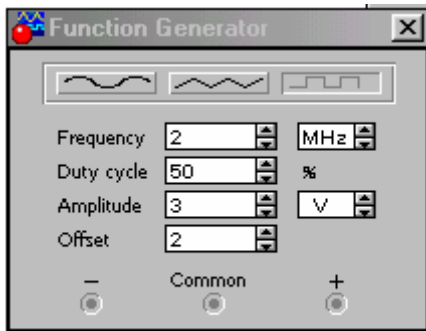 Function Generator
Frequency 2 MHz
Duty cycle 50 %
Amplitude 3 V
Offset 2
− Common +